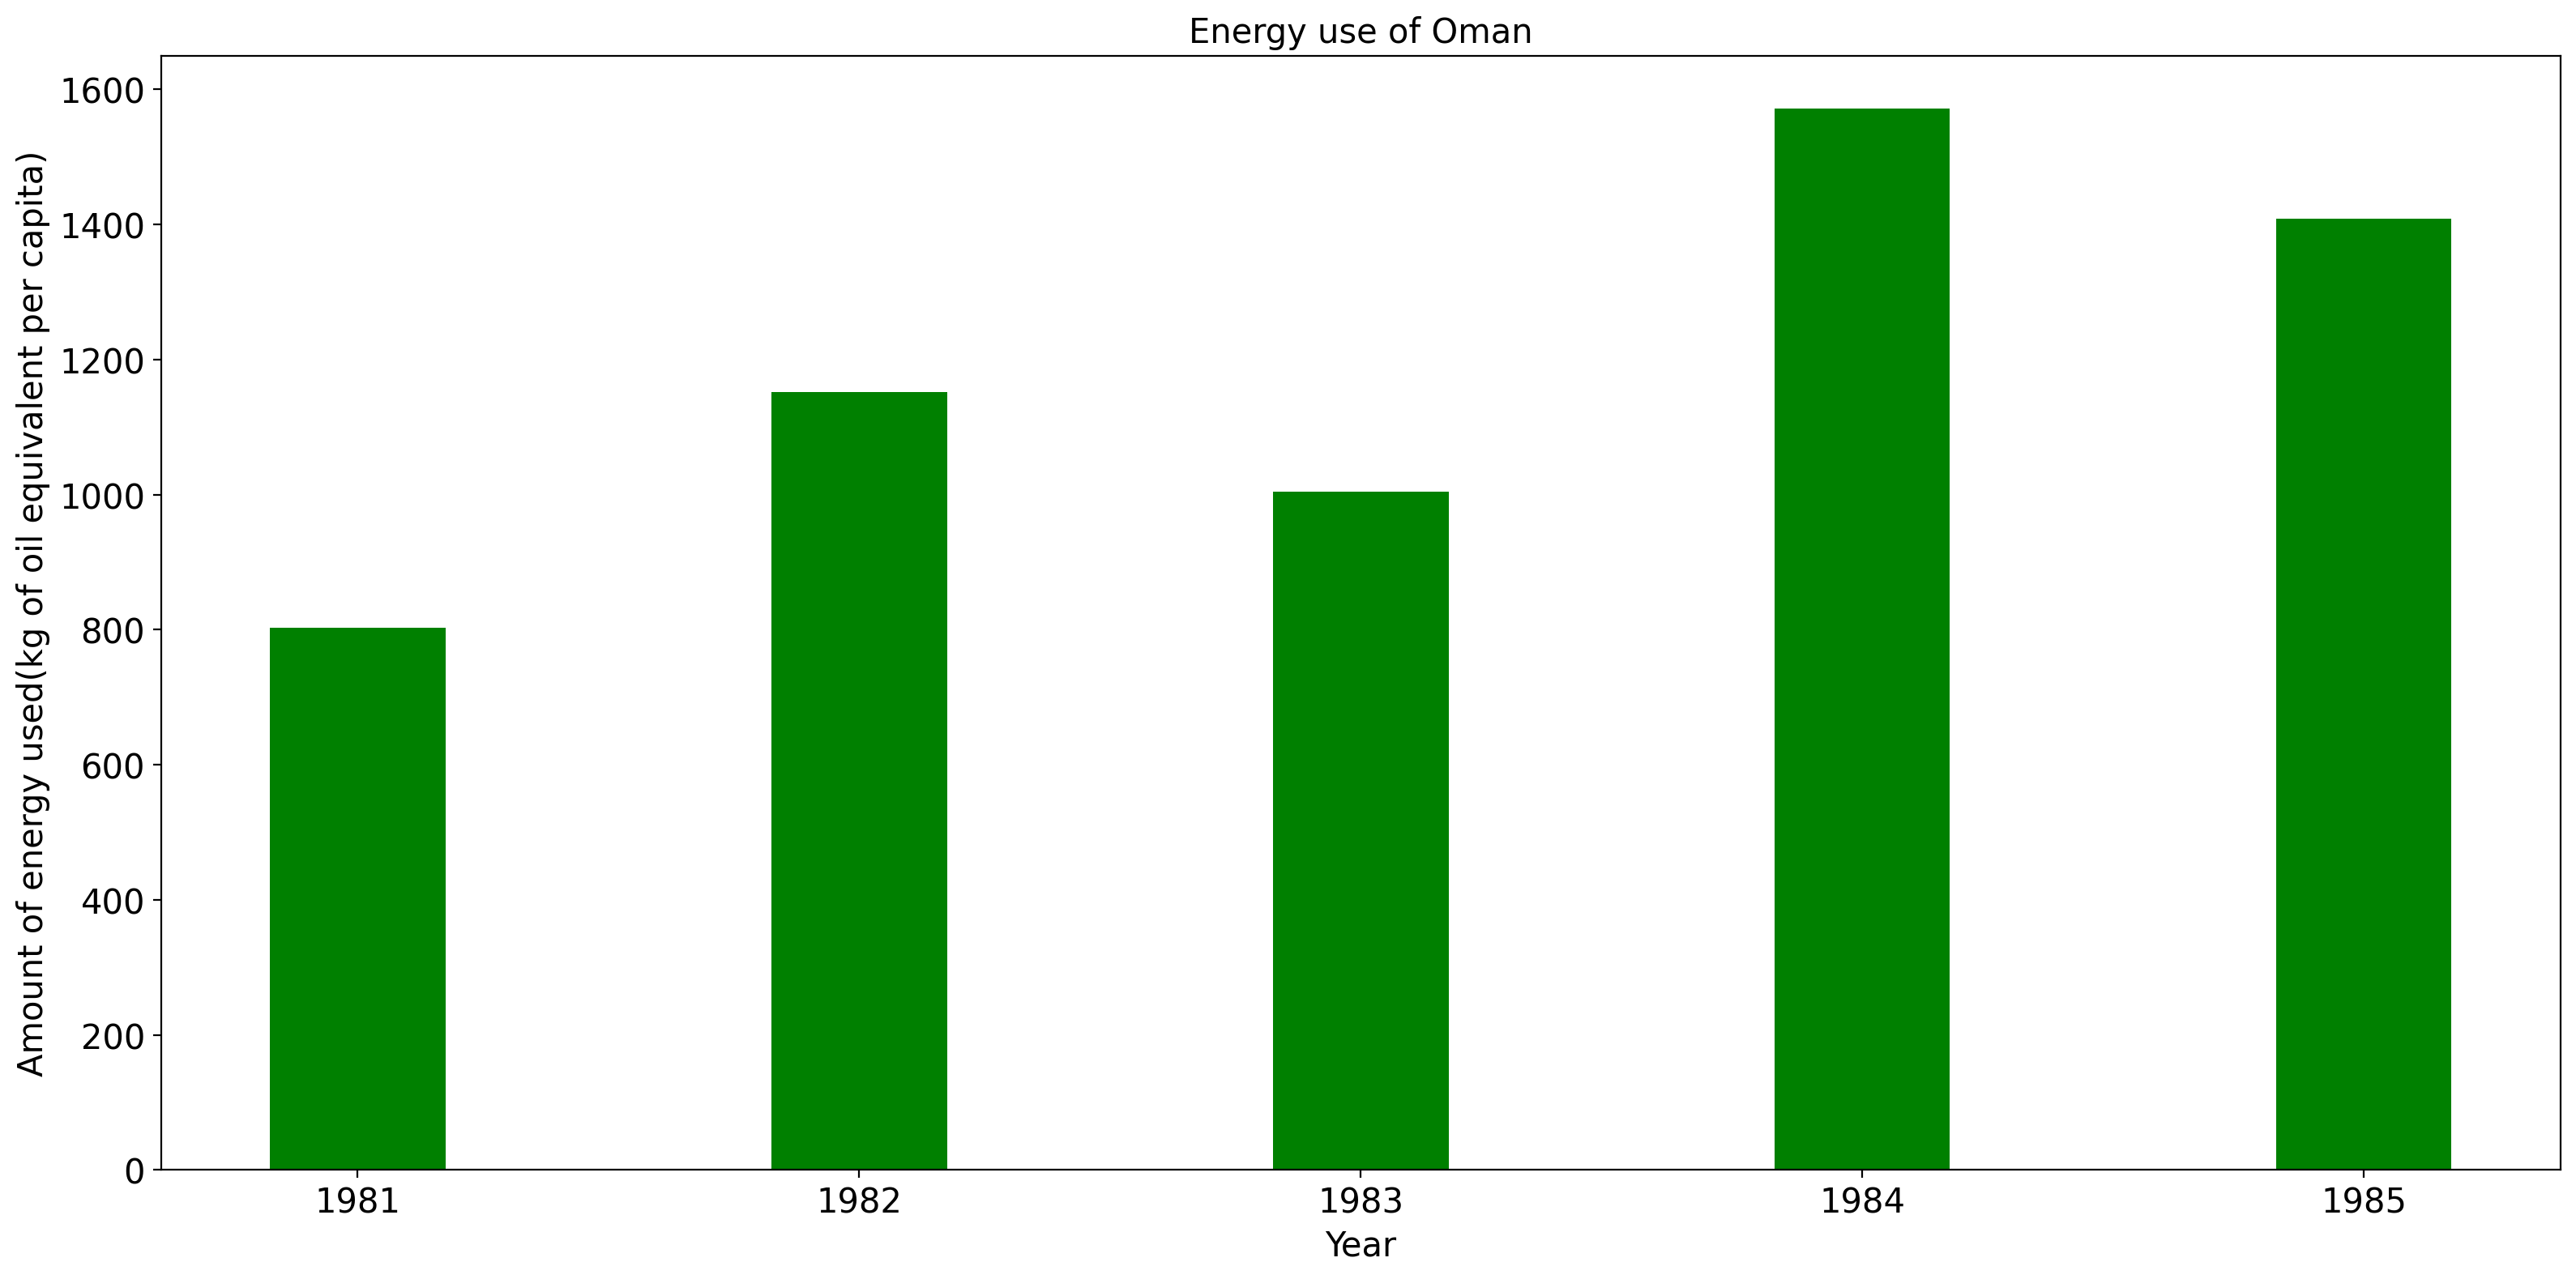 Energy use of Oman
Amount of energy used(kg of oil equivalent per capita)
1600
1400
1200
1000
800
600
400
200
0
1981 1982 1983 1984 1985
Year